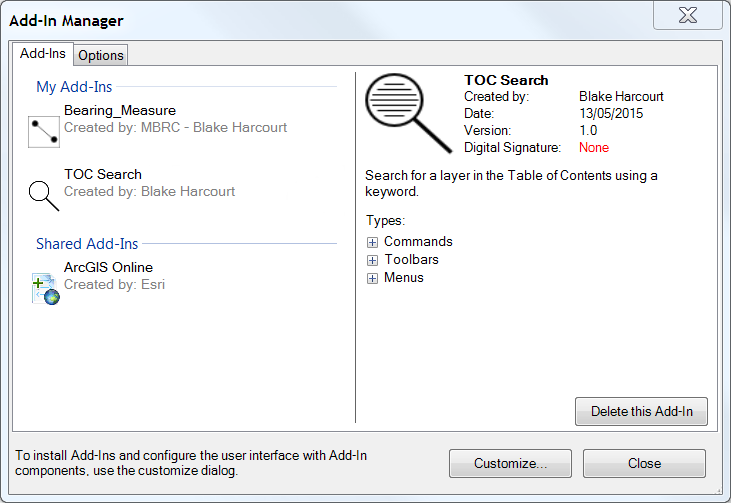 Add-In Manager
Add-Ins
Options
My Add-Ins
Bearing_Measure
Created by: MBRC - Blake Harcourt
TOC Search
Created by: Blake Harcourt
Shared Add-Ins
ArcGIS Online
Created by: Esri
TOC Search
Created by: Blake Harcourt
Date: 13/05/2015
Version: 1.0
Digital Signature: None
Search for a layer in the Table of Contents using a
keyword.
Types:
Commands
Toolbars
Menus
Delete this Add-In
To install Add-Ins and configure the user interface with Add-In
components, use the customize dialog.
Customize...
Close